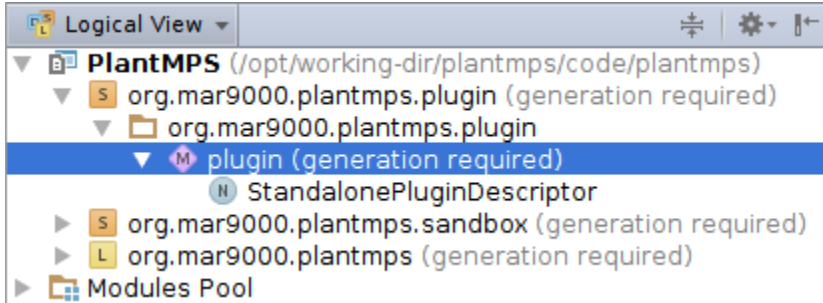 Logical View
PlantMPS (/opt/working-dir/plantmps/code/plantmps)
S org.mar9000.plantmps.plugin (generation required)
org.mar9000.plantmps.plugin
M plugin (generation required)
N StandalonePluginDescriptor
S org.mar9000.plantmps.sandbox (generation required)
L org.mar9000.plantmps (generation required)
Modules Pool